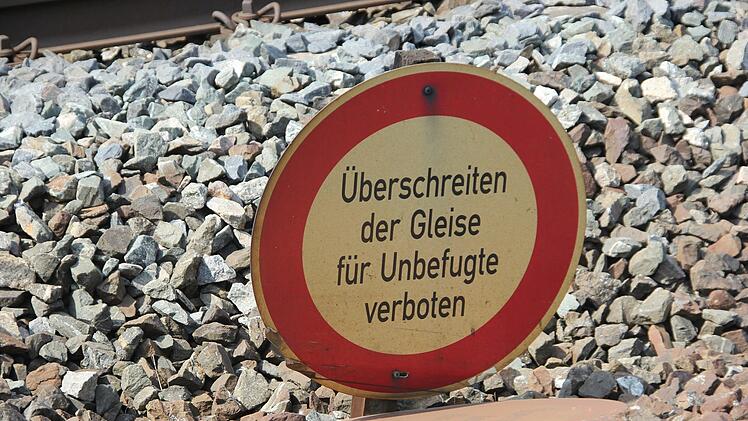 Überschreiten
der Gleise
für Unbefugte
verboten